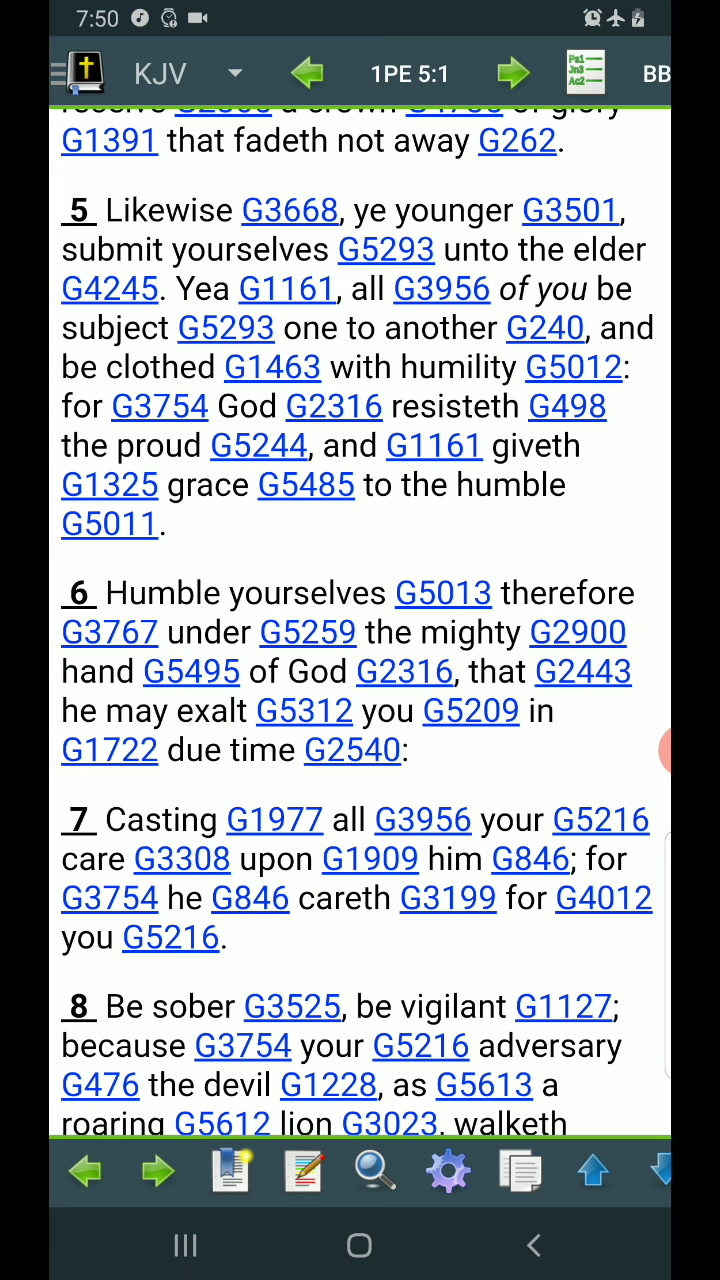 7:50
KJV
1PE 5:1
BB
receive G2865 a crown G4735 of glory
G1391 that fadeth not away G262.
5 Likewise G3668, ye younger G3501,
submit yourselves G5293 unto the elder
G4245. Yea G1161, all G3956 of you be
subject G5293 one to another G240, and
be clothed G1463 with humility G5012:
for G3754 God G2316 resisteth G498
the proud G5244, and G1161 giveth
G1325 grace G5485 to the humble
G5011.
6 Humble yourselves G5013 therefore
G3767 under G5259 the mighty G2900
hand G5495 of God G2316, that G2443
he may exalt G5312 you G5209 in
G1722 due time G2540:
7 Casting G1977 all G3956 your G5216
care G3308 upon G1909 him G846; for
G3754 he G846 careth G3199 for G4012
you G5216.
8 Be sober G3525, be vigilant G1127;
because G3754 your G5216 adversary
G476 the devil G1228, as G5613 a
roaring G5612 lion G3023, walketh